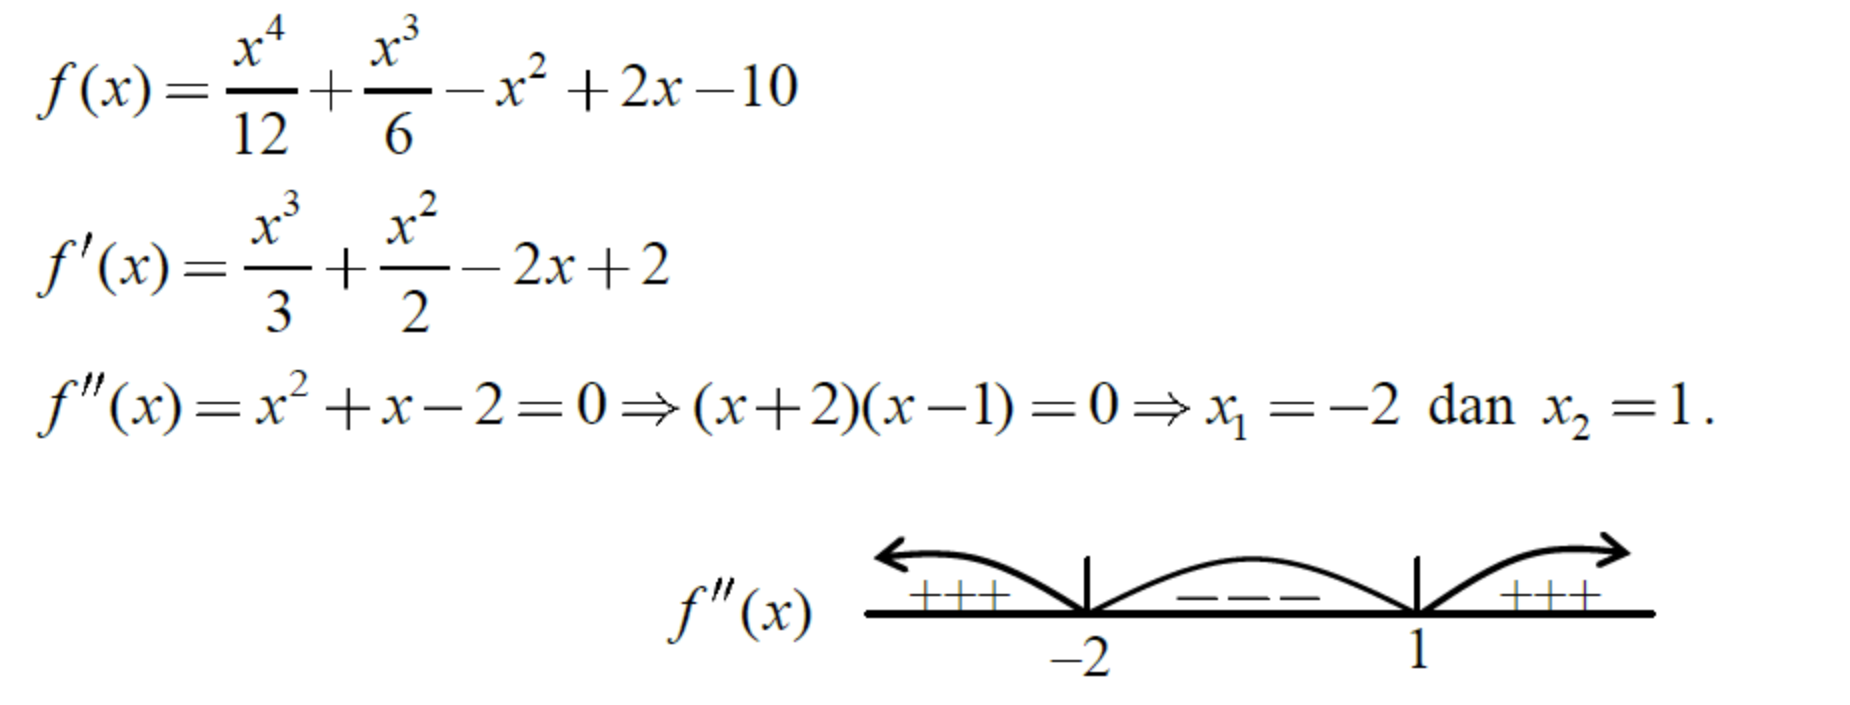 f(x) = x⁴/12 + x³/6 − x² + 2x − 10
f′(x) = x³/3 + x²/2 − 2x + 2
f″(x) = x² + x − 2 = 0 ⇒ (x+2)(x−1) = 0 ⇒ x₁ = −2 dan x₂ = 1.
f″(x) +++ −−− +++
−2 1